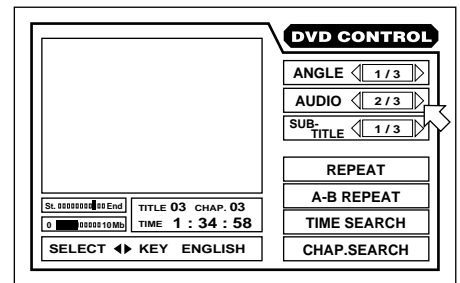 DVD CONTROL
ANGLE 1 / 3
AUDIO 2 / 3
SUB-
TITLE 1 / 3
REPEAT
A-B REPEAT
TIME SEARCH
CHAP.SEARCH
St. End
0 10Mb
TITLE 03 CHAP. 03
TIME 1 : 34 : 58
SELECT ◀▶ KEY ENGLISH